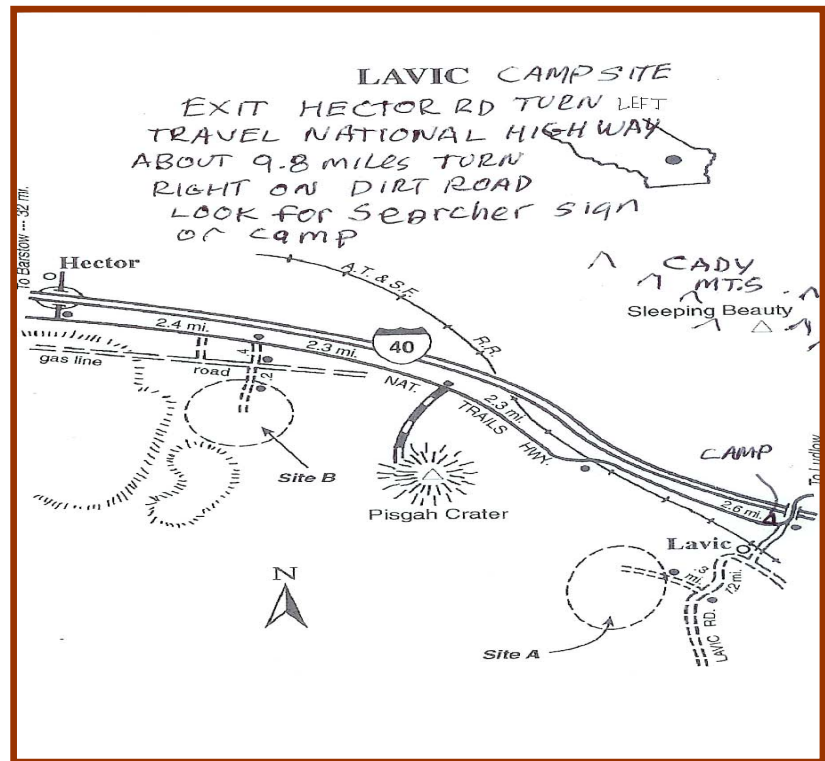 LAVIC CAMPSITE
EXIT HECTOR RD TURN LEFT
TRAVEL NATIONAL HIGHWAY
ABOUT 9.8 MILES TURN
RIGHT ON DIRT ROAD
LOOK for Searcher sign
or camp
To Barstow --- 32 mi.
Hector
A.T. & S.F.
R.R.
CADY
MTS
Sleeping Beauty
2.4 mi.
2.3 mi.
40
gas line
road
.4
.2
NAT.
TRAILS
HWY.
2.3 mi.
Site B
Pisgah Crater
CAMP
To Ludlow
2.6 mi.
Lavic
.3
mi.
N
Site A
LAVIC RD.